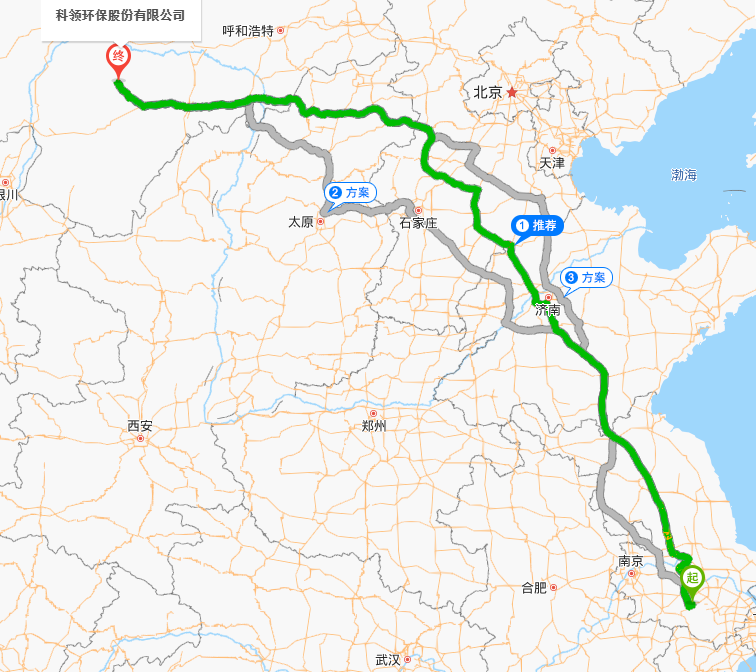 科领环保股份有限公司
呼和浩特
终
北京
天津
渤海
银川
2 方案
太原
石家庄
1 推荐
3 方案
济南
西安
郑州
南京
起
合肥
武汉